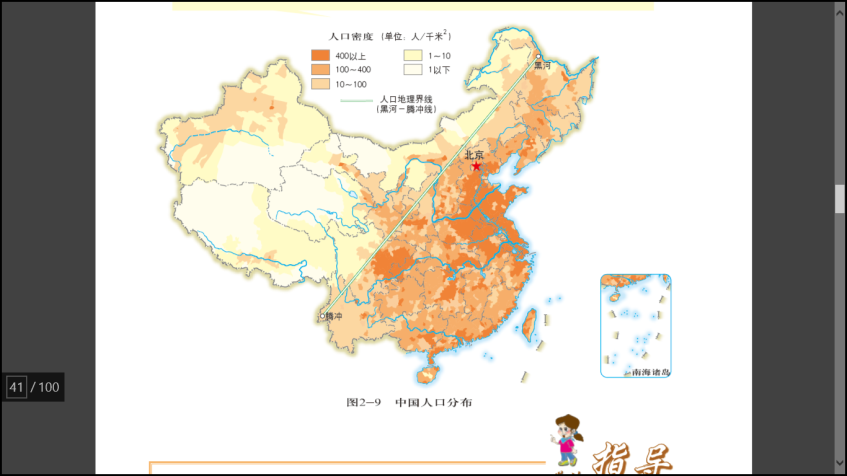 人口密度 (单位：人/千米²)
400以上
1～10
100～400
1以下
10～100
人口地理界线
(黑河－腾冲线)
黑河
北京
腾冲
南海诸岛
41 / 100
图2-9 中国人口分布
指导